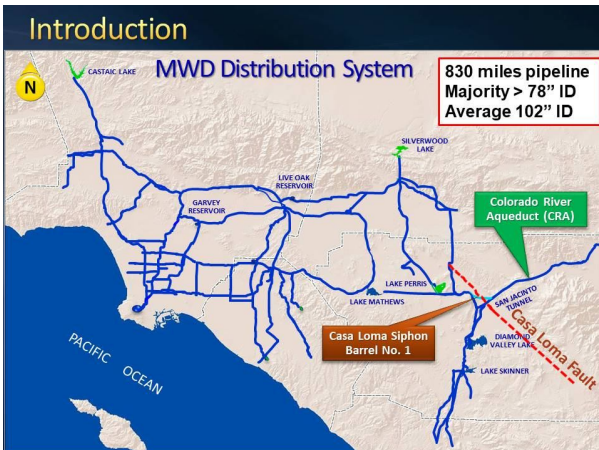 Introduction
MWD Distribution System
830 miles pipeline
Majority > 78” ID
Average 102” ID
N
CASTAIC LAKE
SILVERWOOD
LAKE
LIVE OAK
RESERVOIR
GARVEY
RESERVOIR
Colorado River
Aqueduct (CRA)
LAKE PERRIS
LAKE MATHEWS
SAN JACINTO
TUNNEL
Casa Loma Siphon
Barrel No. 1
Casa Loma Fault
DIAMOND
VALLEY LAKE
LAKE SKINNER
PACIFIC OCEAN